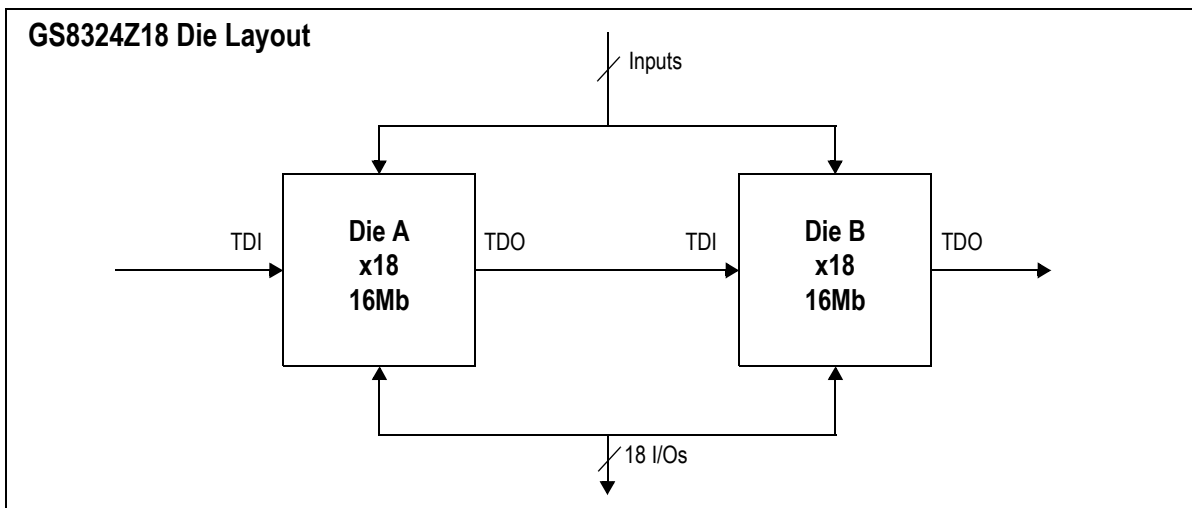 GS8324Z18 Die Layout
Inputs
TDI
Die A
x18
16Mb
TDO
TDI
Die B
x18
16Mb
TDO
18 I/Os